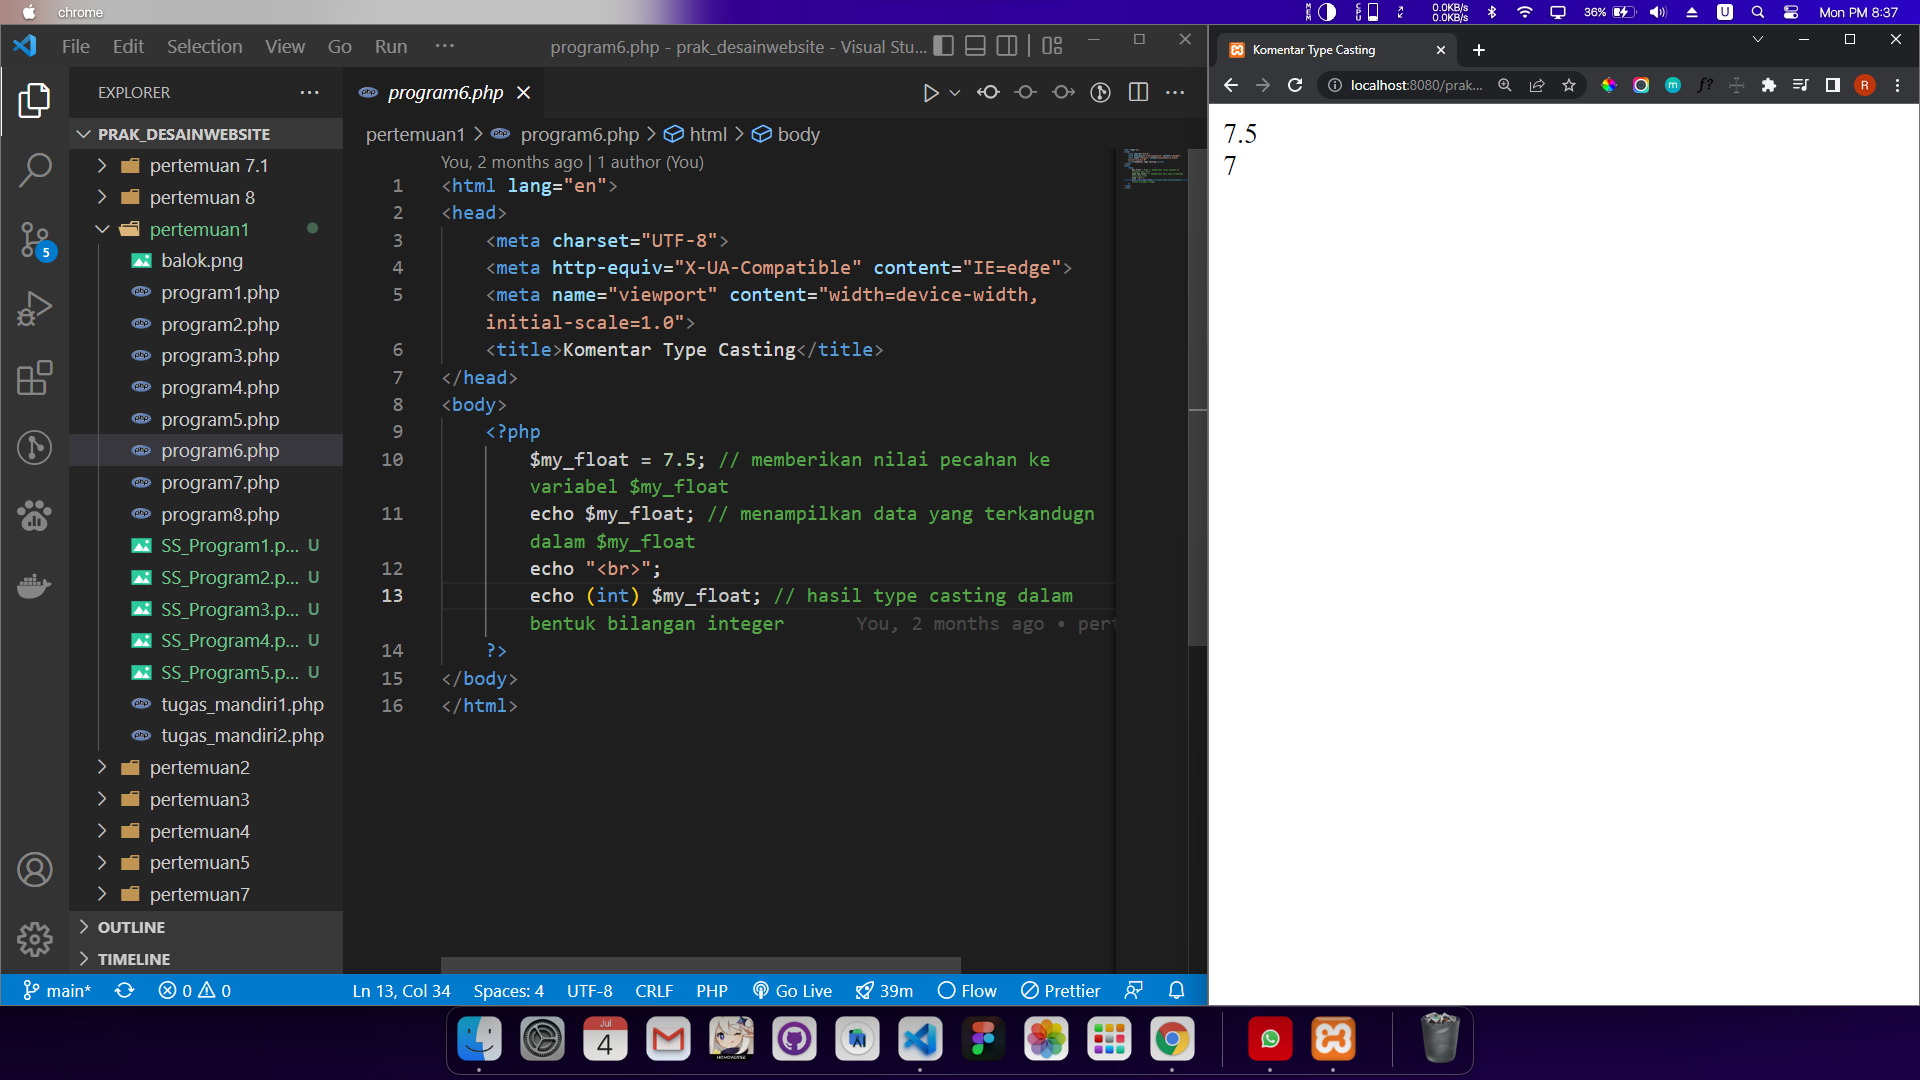 chrome
0.0KB/s
0.0KB/s
36%
U
Mon PM 8:37
File Edit Selection View Go Run ...
program6.php - prak_desainwebsite - Visual Stu...
EXPLORER
PRAK_DESAINWEBSITE
pertemuan 7.1
pertemuan 8
pertemuan1
balok.png
program1.php
program2.php
program3.php
program4.php
program5.php
program6.php
program7.php
program8.php
SS_Program1.p... U
SS_Program2.p... U
SS_Program3.p... U
SS_Program4.p... U
SS_Program5.p... U
tugas_mandiri1.php
tugas_mandiri2.php
pertemuan2
pertemuan3
pertemuan4
pertemuan5
pertemuan7
OUTLINE
TIMELINE
5
program6.php
pertemuan1 > program6.php > html > body
You, 2 months ago | 1 author (You)
1 <html lang="en">
2 <head>
3 <meta charset="UTF-8">
4 <meta http-equiv="X-UA-Compatible" content="IE=edge">
5 <meta name="viewport" content="width=device-width,
initial-scale=1.0">
6 <title>Komentar Type Casting</title>
7 </head>
8 <body>
9 <?php
10 $my_float = 7.5; // memberikan nilai pecahan ke
variabel $my_float
11 echo $my_float; // menampilkan data yang terkandugn
dalam $my_float
12 echo "<br>";
13 echo (int) $my_float; // hasil type casting dalam
bentuk bilangan integer You, 2 months ago • pert
14 ?>
15 </body>
16 </html>
main* 0 0 Ln 13, Col 34 Spaces: 4 UTF-8 CRLF PHP Go Live 39m Flow Prettier
Komentar Type Casting
localhost:8080/prak...
f?
m
R
7.5
7
Jul
4